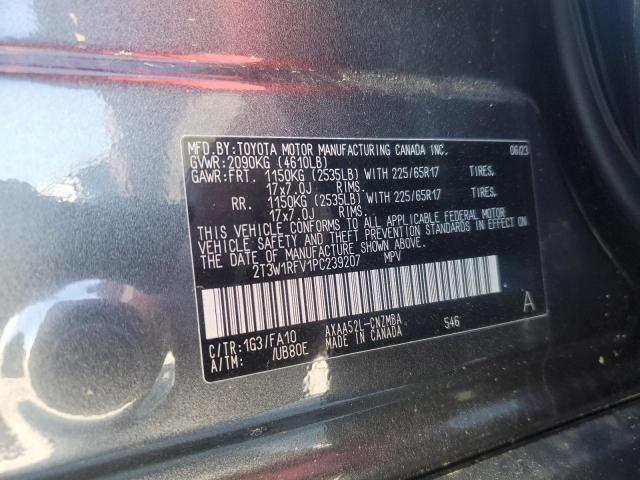 MFD.BY:TOYOTA MOTOR MANUFACTURING CANADA INC. 06/23
GVWR:2090KG (4610LB)
GAWR:FRT. 1150KG (2535LB) WITH 225/65R17 TIRES.
17x7.0J RIMS.
RR. 1150KG (2535LB) WITH 225/65R17 TIRES.
17x7.0J RIMS.
THIS VEHICLE CONFORMS TO ALL APPLICABLE FEDERAL MOTOR
VEHICLE SAFETY AND THEFT PREVENTION STANDARDS IN EFFECT ON
THE DATE OF MANUFACTURE SHOWN ABOVE.
2T3W1RFV1PC239207 MPV
A
C/TR:1G3/FA10 AXAA52L-CNZMBA 546
A/TM: /UB80E MADE IN CANADA